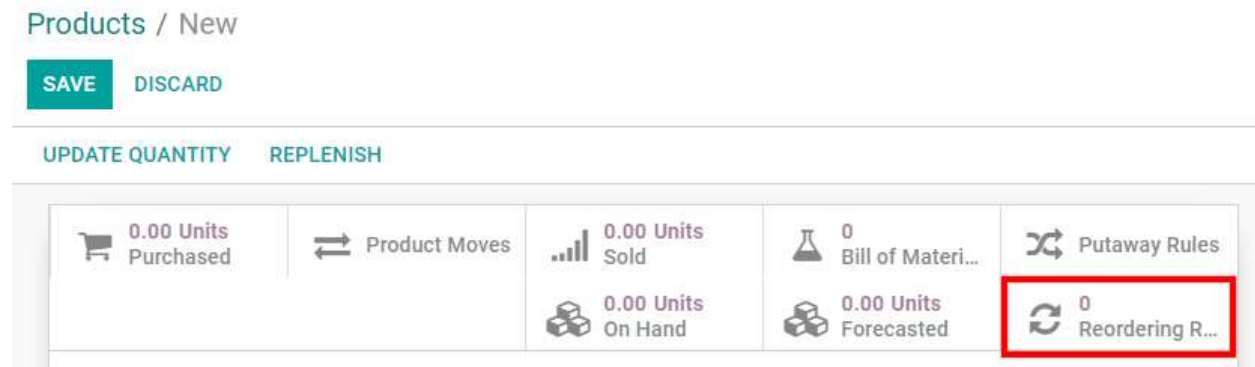 Products / New
SAVE DISCARD
UPDATE QUANTITY REPLENISH
0.00 Units
Purchased
Product Moves
0.00 Units
Sold
0
Bill of Materi...
Putaway Rules
0.00 Units
On Hand
0.00 Units
Forecasted
0
Reordering R...